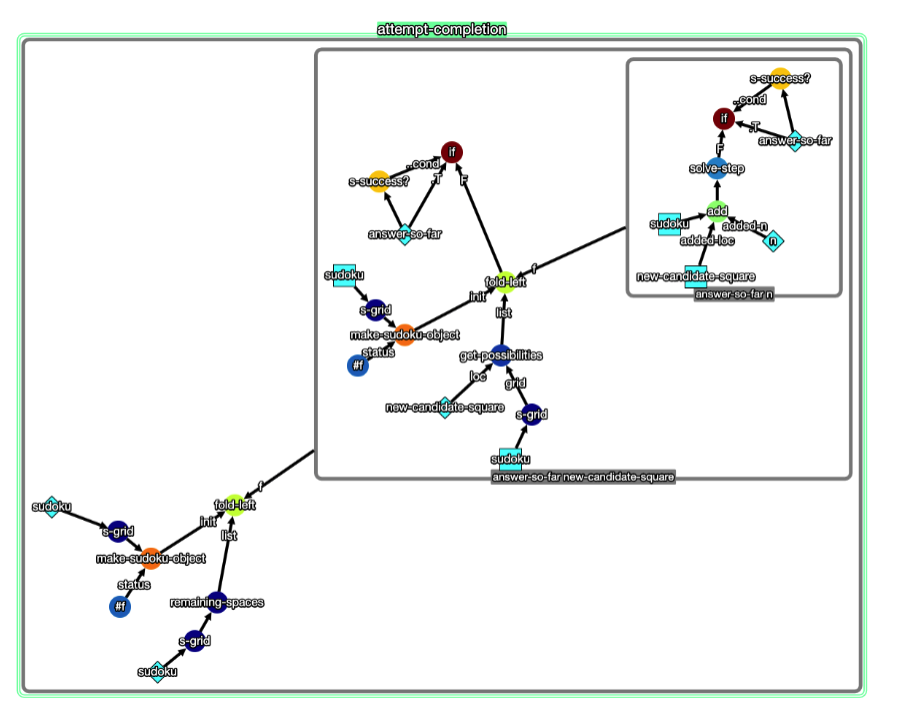 attempt-completion
s-success?
..cond
if
.T
answer-so-far
F
solve-step
add
sudoku
added-n
added-loc
n
new-candidate-square
answer-so-far n
if
..cond
s-success?
.T
F
answer-so-far
sudoku
f
fold-left
init
s-grid
list
make-sudoku-object
status
#f
get-possibilities
loc
grid
new-candidate-square
s-grid
sudoku
answer-so-far new-candidate-square
f
sudoku
fold-left
init
s-grid
list
make-sudoku-object
status
#f
remaining-spaces
s-grid
sudoku